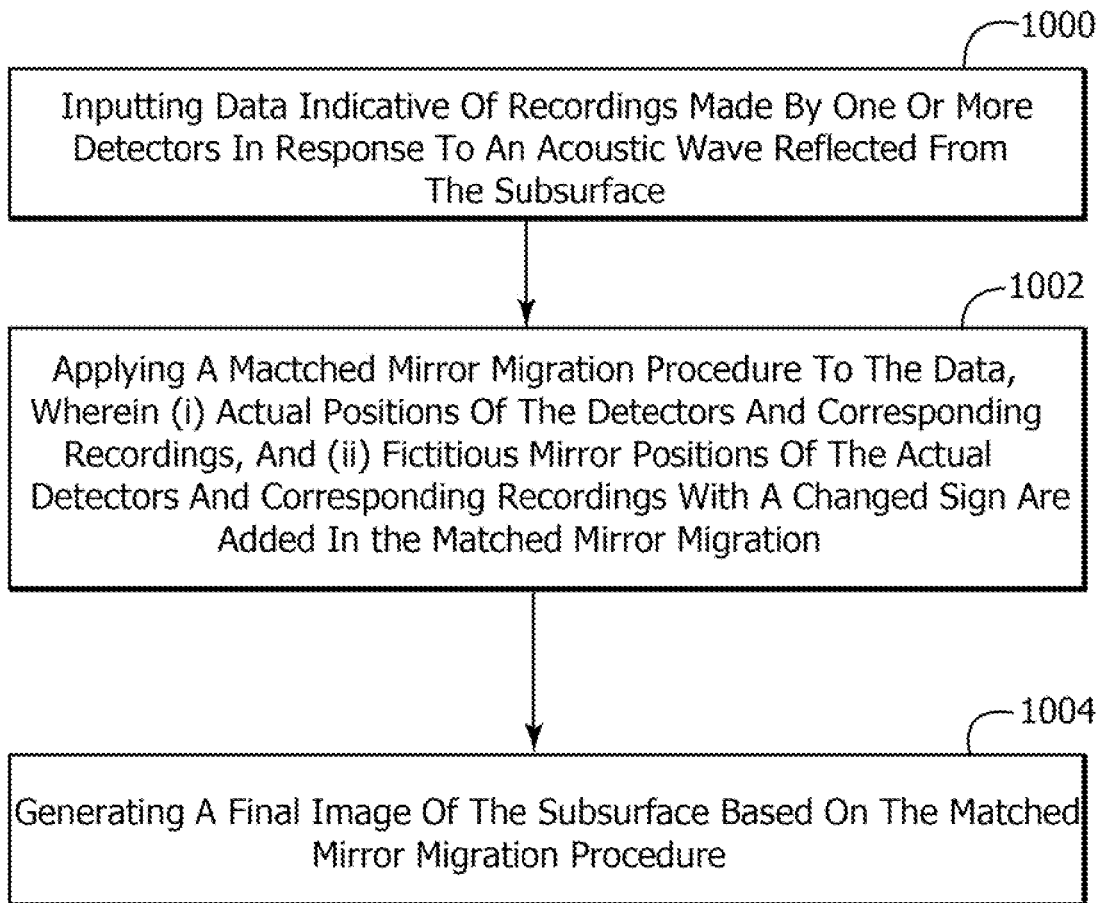 1000
Inputting Data Indicative Of Recordings Made By One Or More
Detectors In Response To An Acoustic Wave Reflected From
The Subsurface
1002
Applying A Mactched Mirror Migration Procedure To The Data,
Wherein (i) Actual Positions Of The Detectors And Corresponding
Recordings, And (ii) Fictitious Mirror Positions Of The Actual
Detectors And Corresponding Recordings With A Changed Sign Are
Added In the Matched Mirror Migration
1004
Generating A Final Image Of The Subsurface Based On The Matched
Mirror Migration Procedure